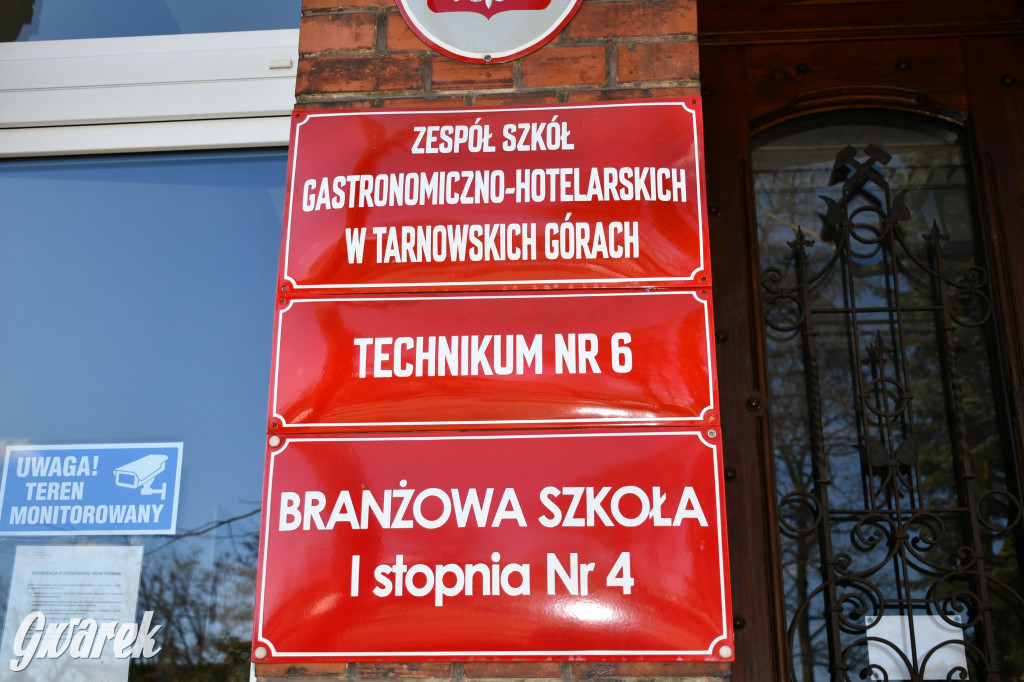 ZESPÓŁ SZKÓŁ
GASTRONOMICZNO-HOTELARSKICH
W TARNOWSKICH GÓRACH
TECHNIKUM NR 6
BRANŻOWA SZKOŁA
I stopnia Nr 4
UWAGA!
TEREN
MONITOROWANY
Gwarek